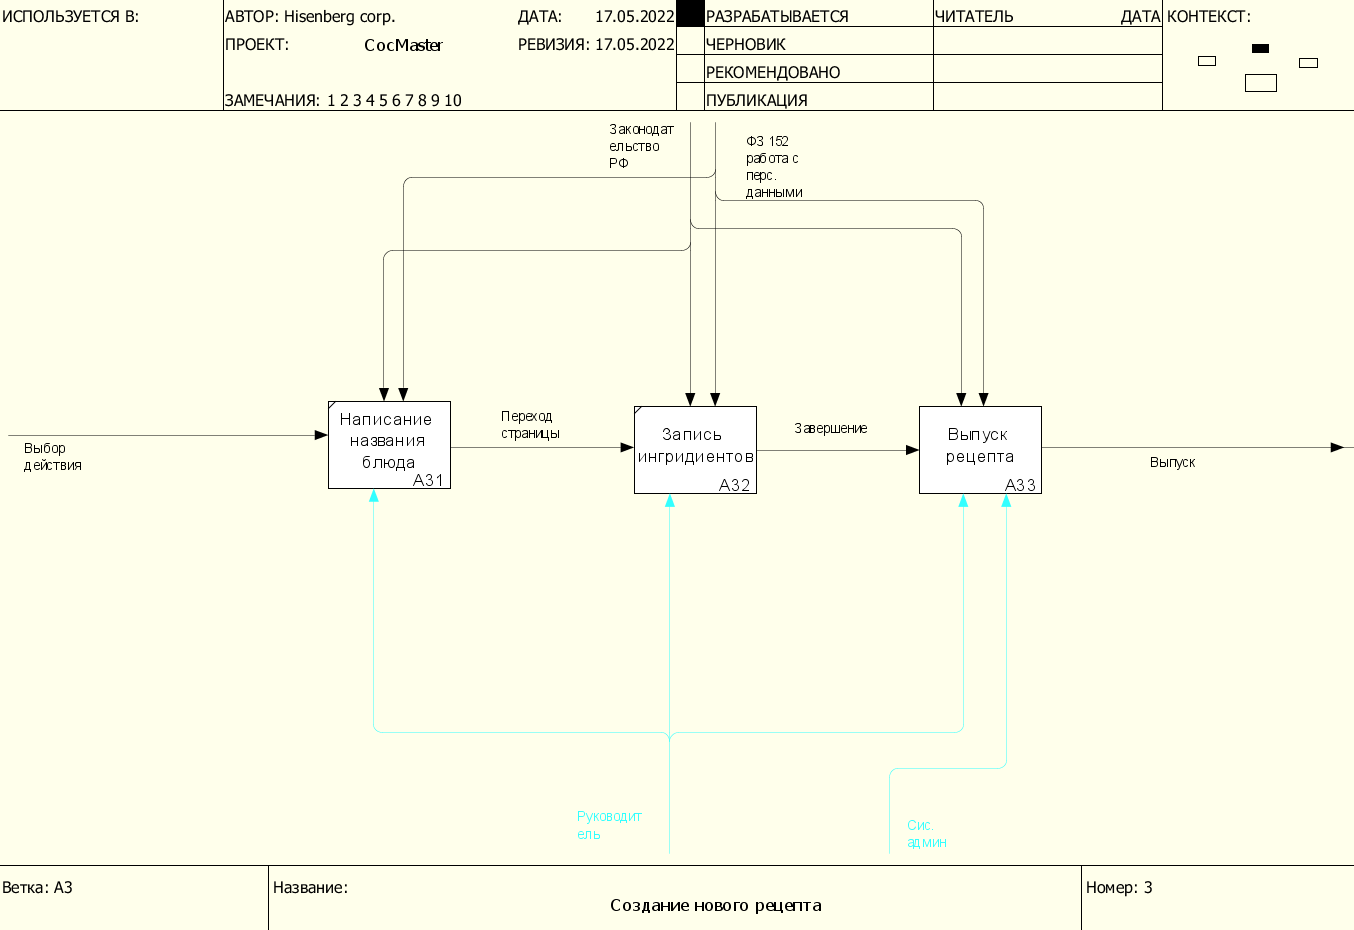 ИСПОЛЬЗУЕТСЯ В:
АВТОР: Hisenberg corp.
ДАТА: 17.05.2022
ПРОЕКТ: CocMaster
РЕВИЗИЯ: 17.05.2022
ЗАМЕЧАНИЯ: 1 2 3 4 5 6 7 8 9 10
РАЗРАБАТЫВАЕТСЯ
ЧЕРНОВИК
РЕКОМЕНДОВАНО
ПУБЛИКАЦИЯ
ЧИТАТЕЛЬ
ДАТА
КОНТЕКСТ:
Законодат
ельство
РФ
ФЗ 152
работа с
перс.
данными
Выбор
действия
Написание
названия
блюда
A31
Переход
страницы
Запись
ингридиентов
A32
Завершение
Выпуск
рецепта
A33
Выпуск
Руководит
ель
Сис.
админ
Ветка: A3
Название:
Создание нового рецепта
Номер: 3